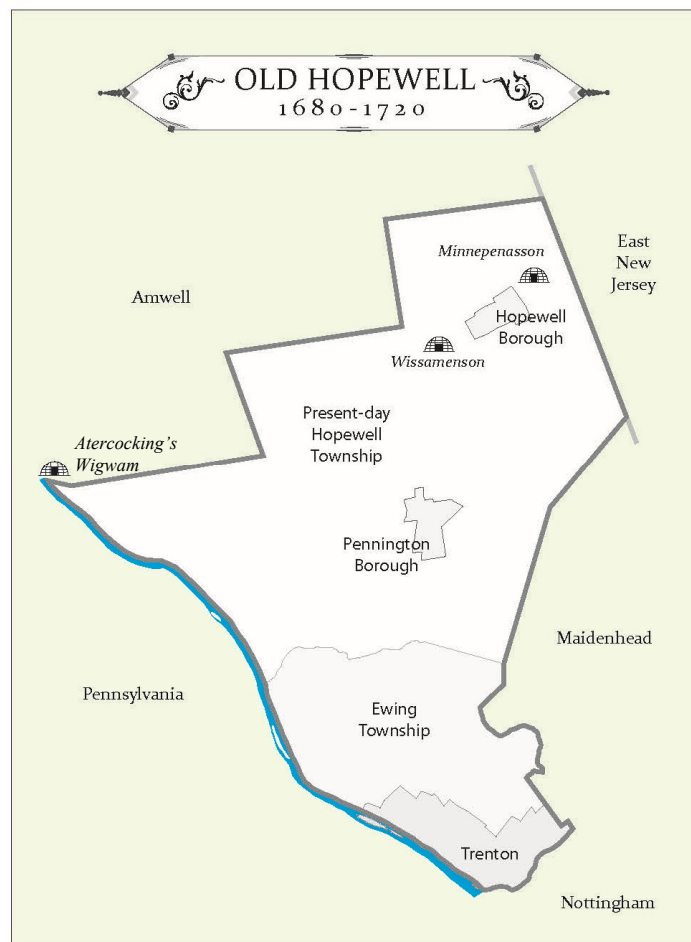 OLD HOPEWELL
1680-1720
Minnepenasson
East
New
Jersey
Amwell
Hopewell
Borough
Wissamenson
Present-day
Hopewell
Township
Atercocking's
Wigwam
Pennington
Borough
Maidenhead
Pennsylvania
Ewing
Township
Trenton
Nottingham